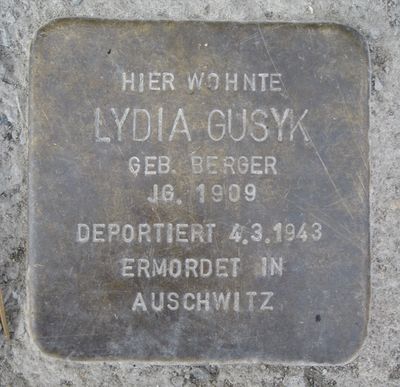 HIER WOHNTE
LYDIA GUSYK
GEB. BERGER
JG. 1909
DEPORTIERT 4.3.1943
ERMORDET IN
AUSCHWITZ